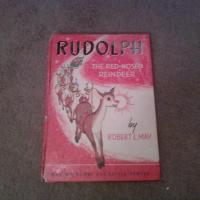 RUDOLPH
THE RED-NOSED
REINDEER
by
ROBERT L. MAY